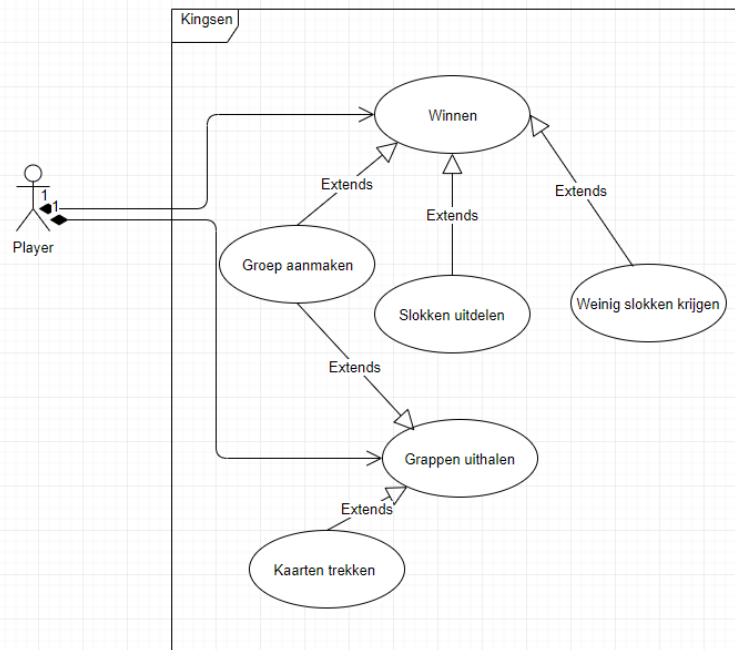 Kingsen
Winnen
Extends
1
1
Player
Extends
Extends
Groep aanmaken
Slokken uitdelen
Weinig slokken krijgen
Extends
Grappen uithalen
Extends
Kaarten trekken